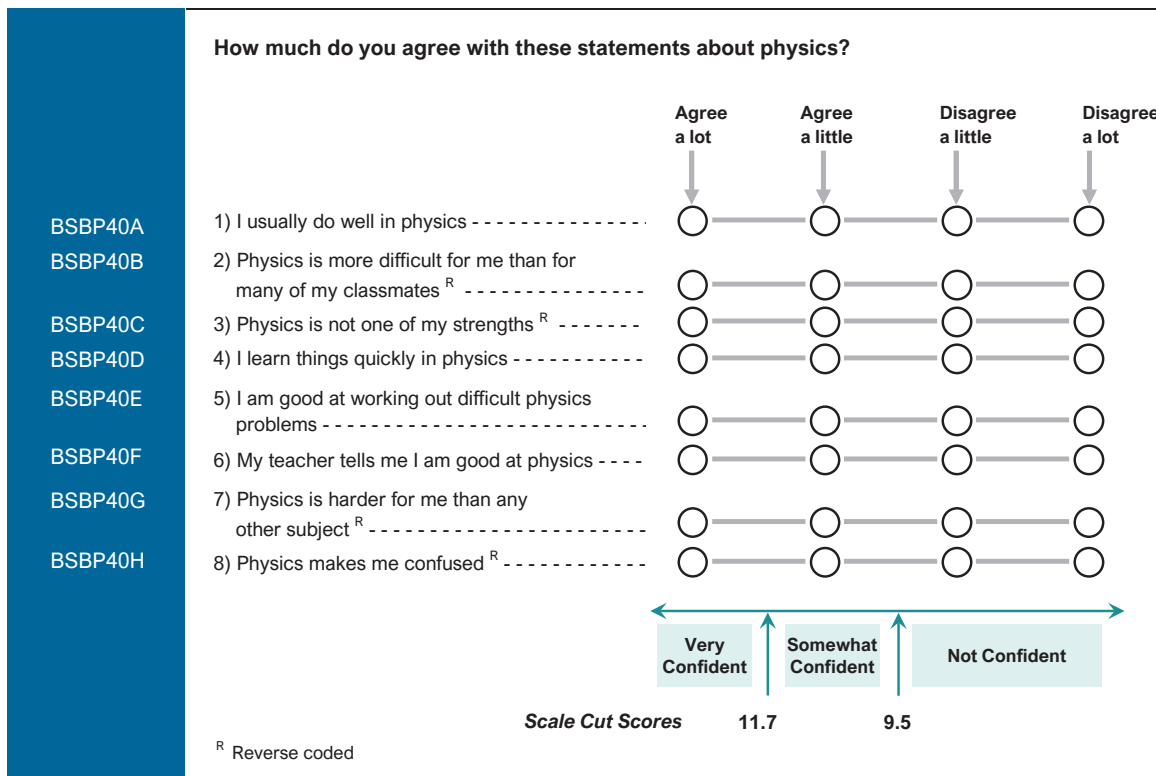 How much do you agree with these statements about physics?
Agree a lot
Agree a little
Disagree a little
Disagree a lot
BSBP40A 1) I usually do well in physics
BSBP40B 2) Physics is more difficult for me than for
many of my classmates R
BSBP40C 3) Physics is not one of my strengths R
BSBP40D 4) I learn things quickly in physics
BSBP40E 5) I am good at working out difficult physics
problems
BSBP40F 6) My teacher tells me I am good at physics
BSBP40G 7) Physics is harder for me than any
other subject R
BSBP40H 8) Physics makes me confused R
Very
Confident
Somewhat
Confident
Not Confident
Scale Cut Scores 11.7 9.5
R Reverse coded